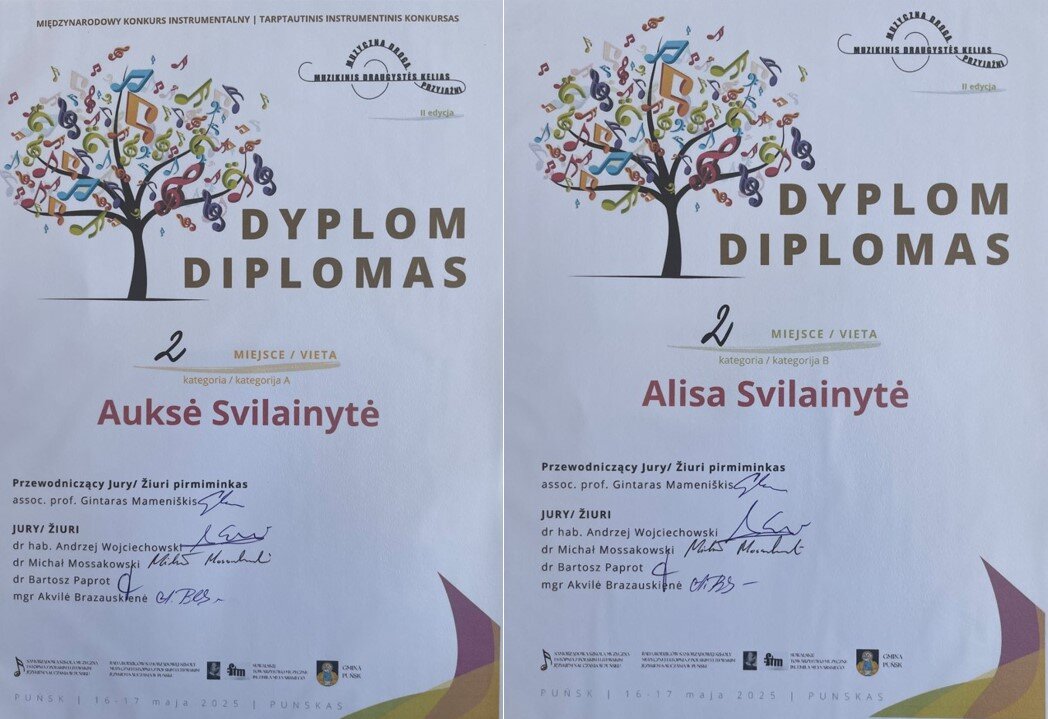 MIĘDZYNARODOWY KONKURS INSTRUMENTALNY | TARPTAUTINIS INSTRUMENTINIS KONKURSAS
MUZYCZNA DROGA
MUZIKINIS DRAUGYSTĖS KELIAS
PRZYJAŹNI
II edycja
DYPLOM
DIPLOMAS
2 MIEJSCE / VIETA
kategoria / kategorija A
Auksė Svilainytė
Przewodniczący Jury/ Žiuri pirmiminkas
assoc. prof. Gintaras Mameniškis
JURY/ ŽIURI
dr hab. Andrzej Wojciechowski
dr Michał Mossakowski
dr Bartosz Paprot
mgr Akvilė Brazauskienė
GMINA
PUŃSK
PUŃSK | 16-17 maja 2025 | PUNSKAS
MUZYCZNA DROGA
MUZIKINIS DRAUGYSTĖS KELIAS
PRZYJAŹNI
II edycja
DYPLOM
DIPLOMAS
2 MIEJSCE / VIETA
kategoria / kategorija B
Alisa Svilainytė
Przewodniczący Jury/ Žiuri pirmiminkas
assoc. prof. Gintaras Mameniškis
JURY/ ŽIURI
dr hab. Andrzej Wojciechowski
dr Michał Mossakowski
dr Bartosz Paprot
mgr Akvilė Brazauskienė
GMINA
PUŃSK
PUŃSK | 16-17 maja 2025 | PUNSKAS